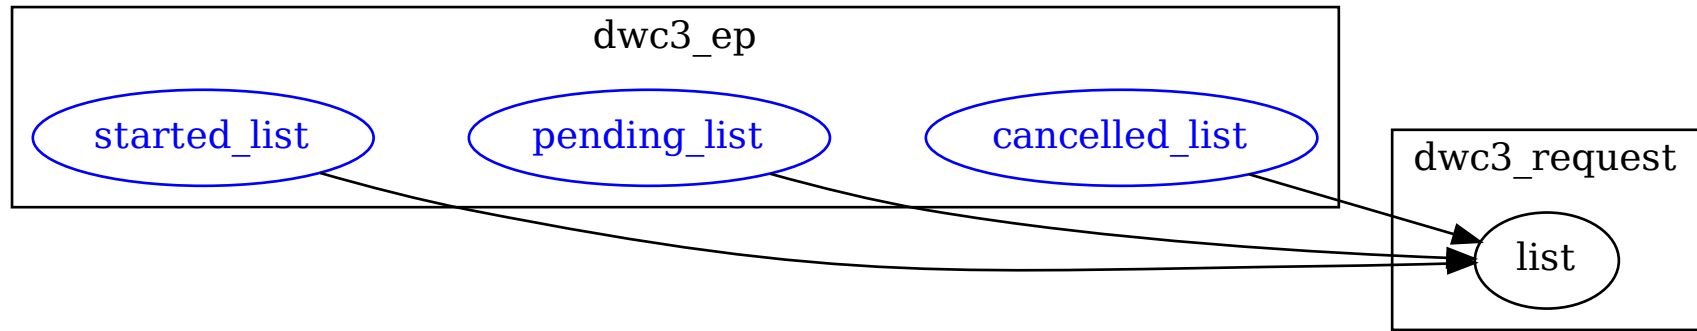 dwc3_ep
started_list
pending_list
cancelled_list
dwc3_request
list